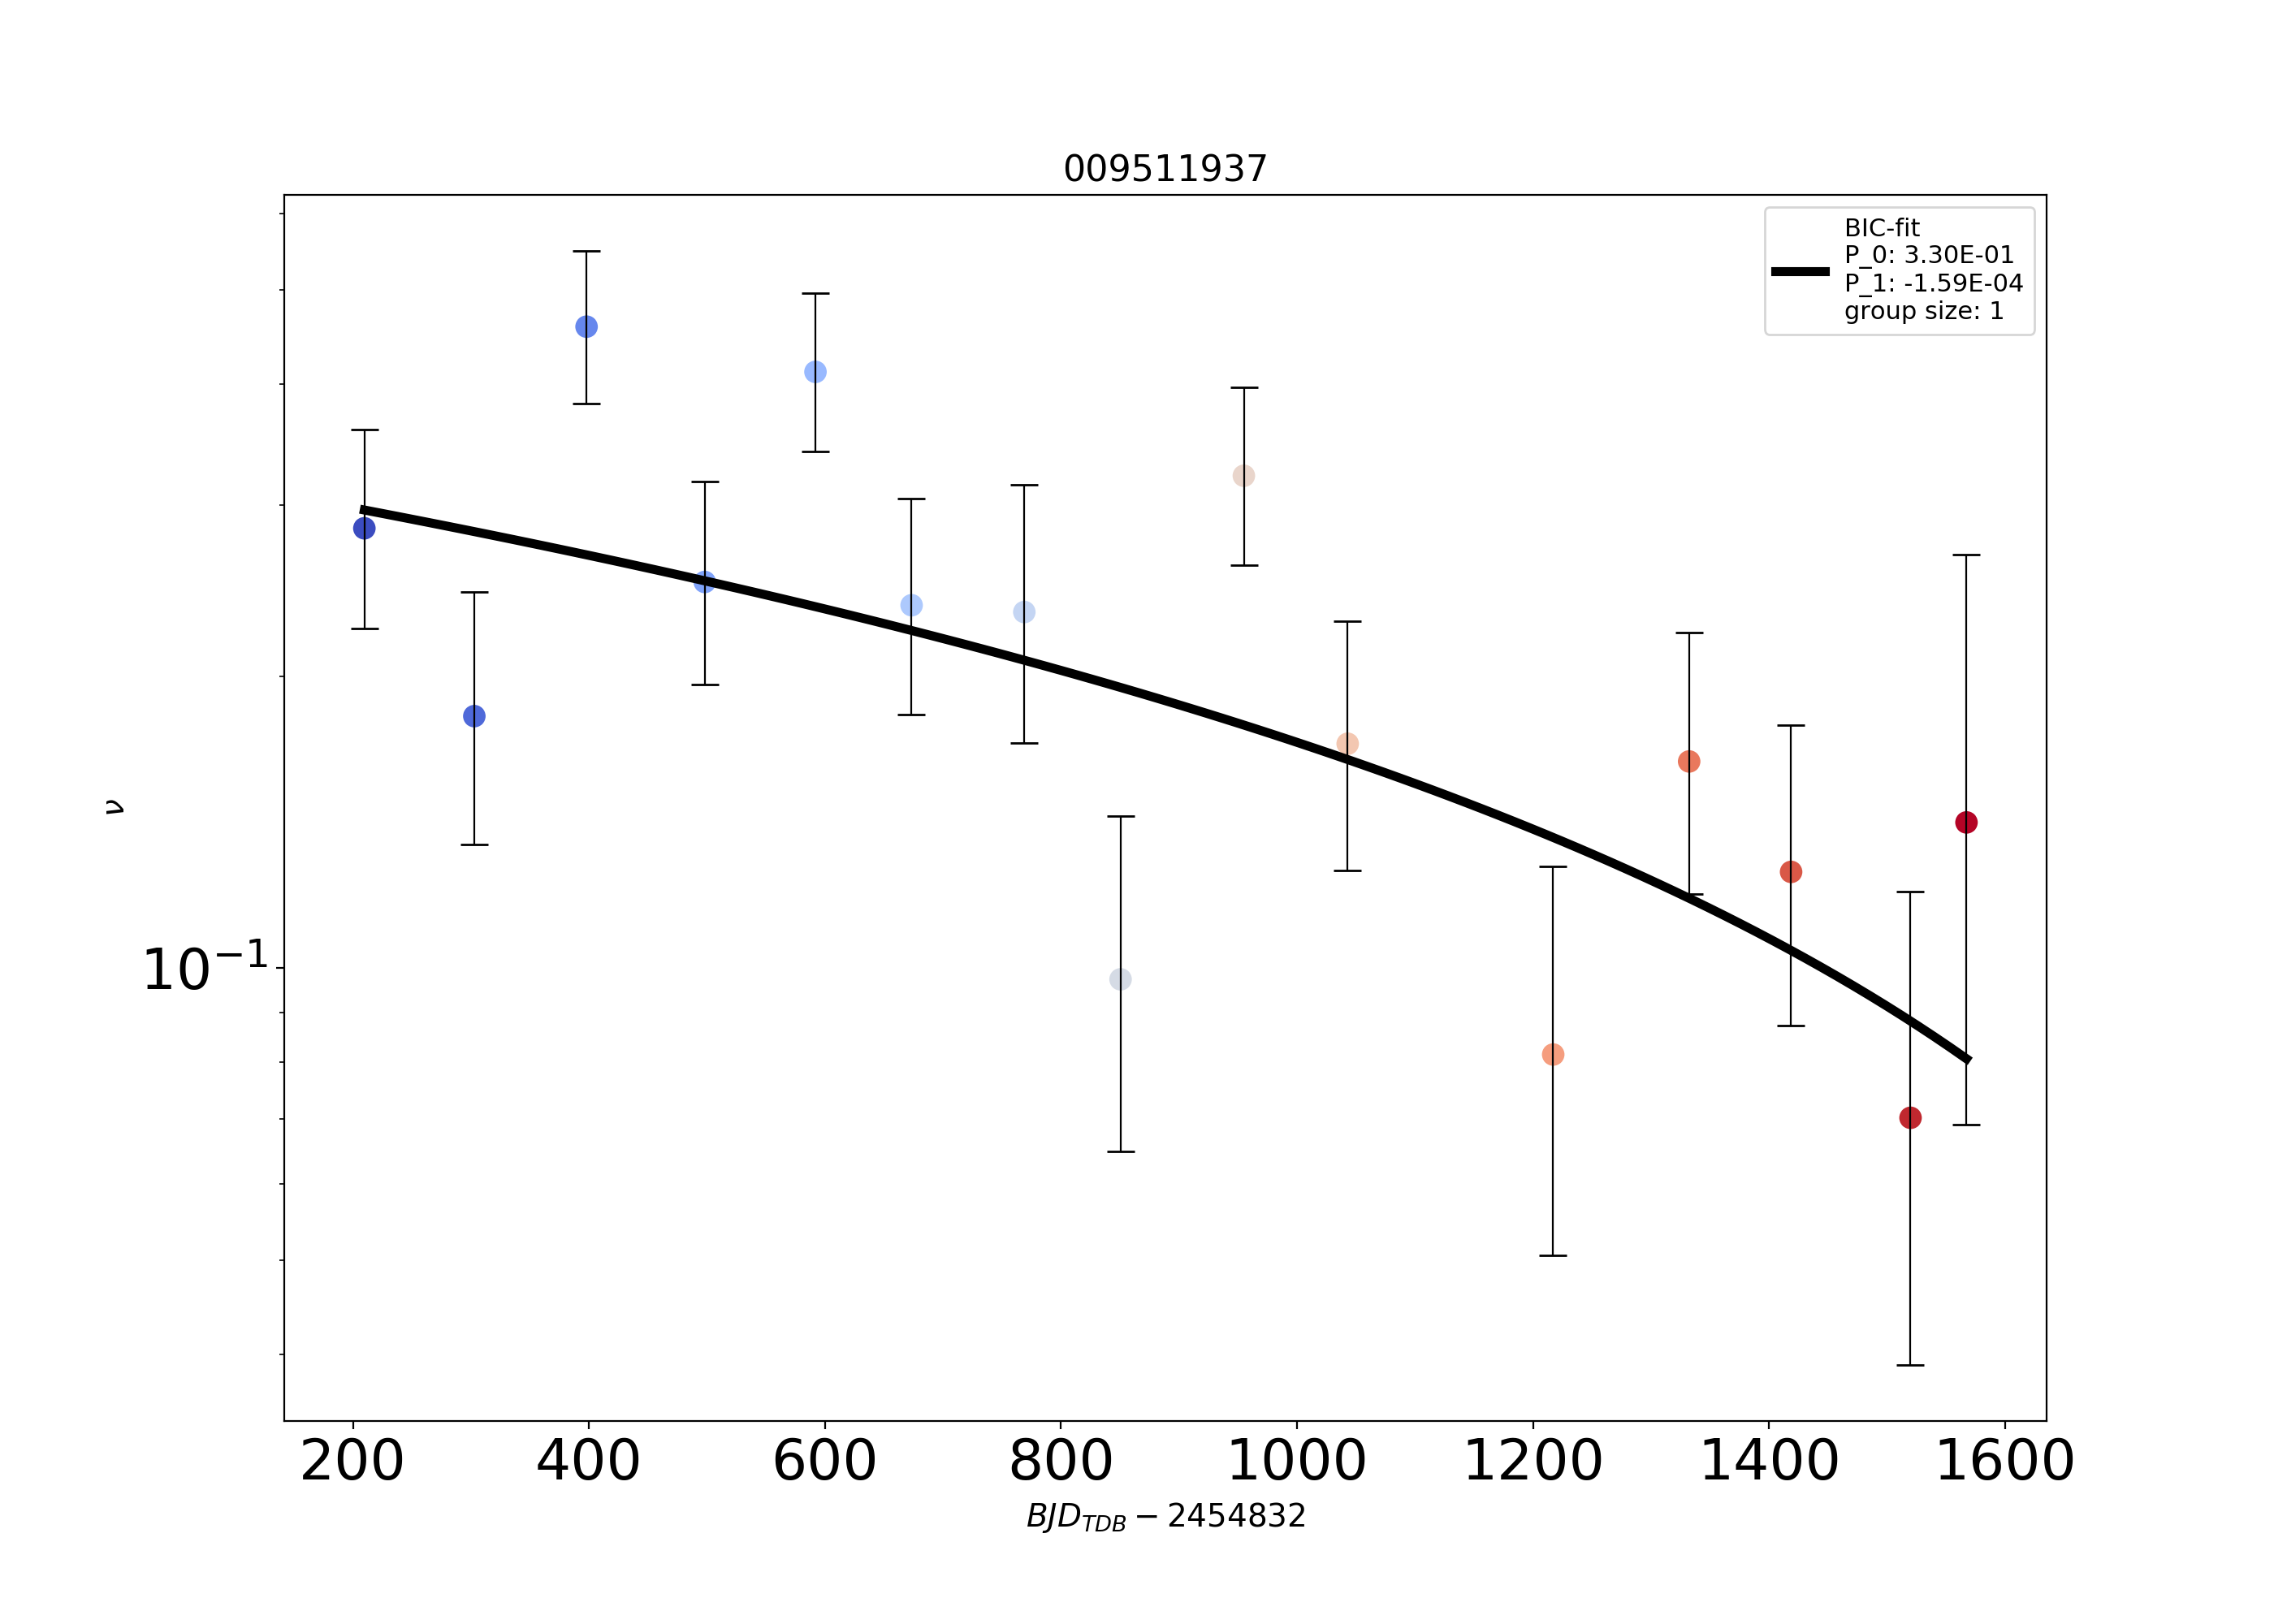 009511937
BIC-fit
P_0: 3.30E-01
P_1: -1.59E-04
group size: 1
ν
10⁻¹
200 400 600 800 1000 1200 1400 1600
BJD_TDB − 2454832